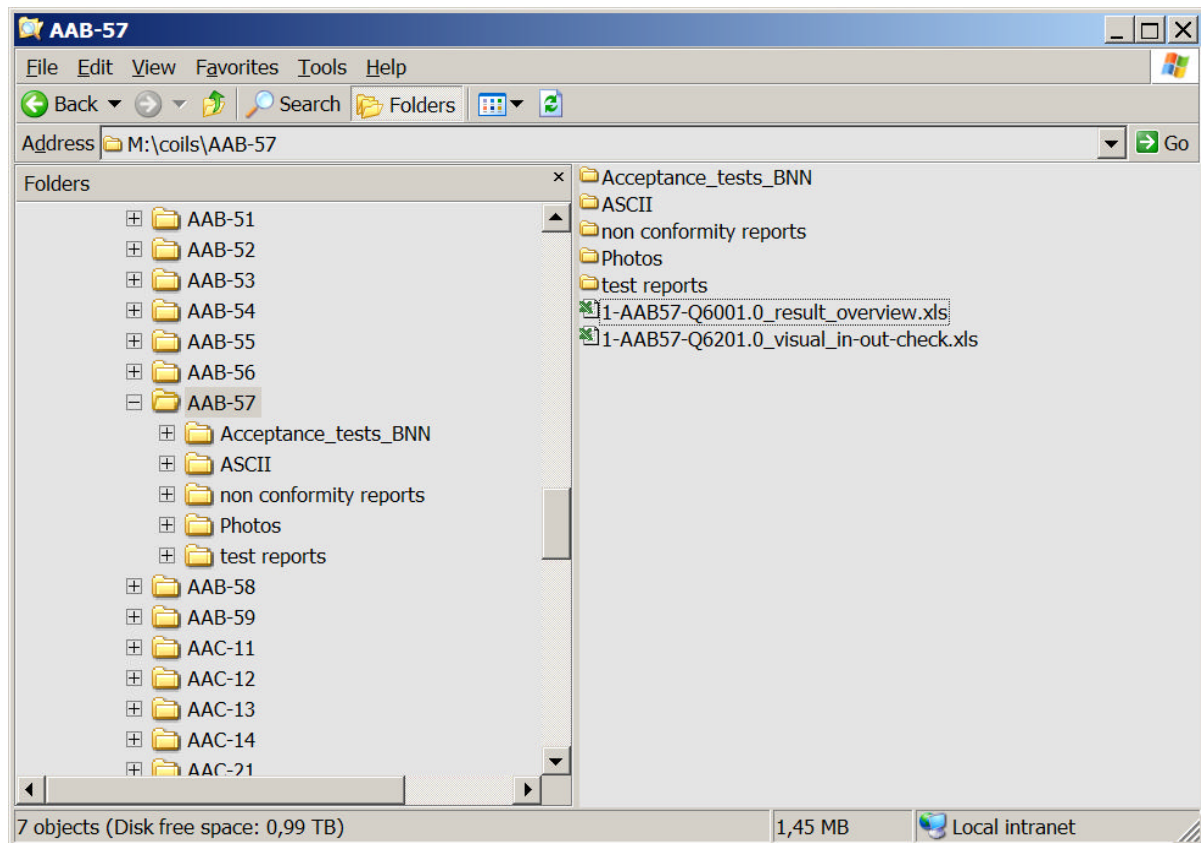 AAB-57
File Edit View Favorites Tools Help
Back Search Folders
Address M:\coils\AAB-57 Go
Folders
AAB-51
AAB-52
AAB-53
AAB-54
AAB-55
AAB-56
AAB-57
Acceptance_tests_BNN
ASCII
non conformity reports
Photos
test reports
AAB-58
AAB-59
AAC-11
AAC-12
AAC-13
AAC-14
AAC-21
Acceptance_tests_BNN
ASCII
non conformity reports
Photos
test reports
1-AAB57-Q6001.0_result_overview.xls
1-AAB57-Q6201.0_visual_in-out-check.xls
7 objects (Disk free space: 0,99 TB) 1,45 MB Local intranet